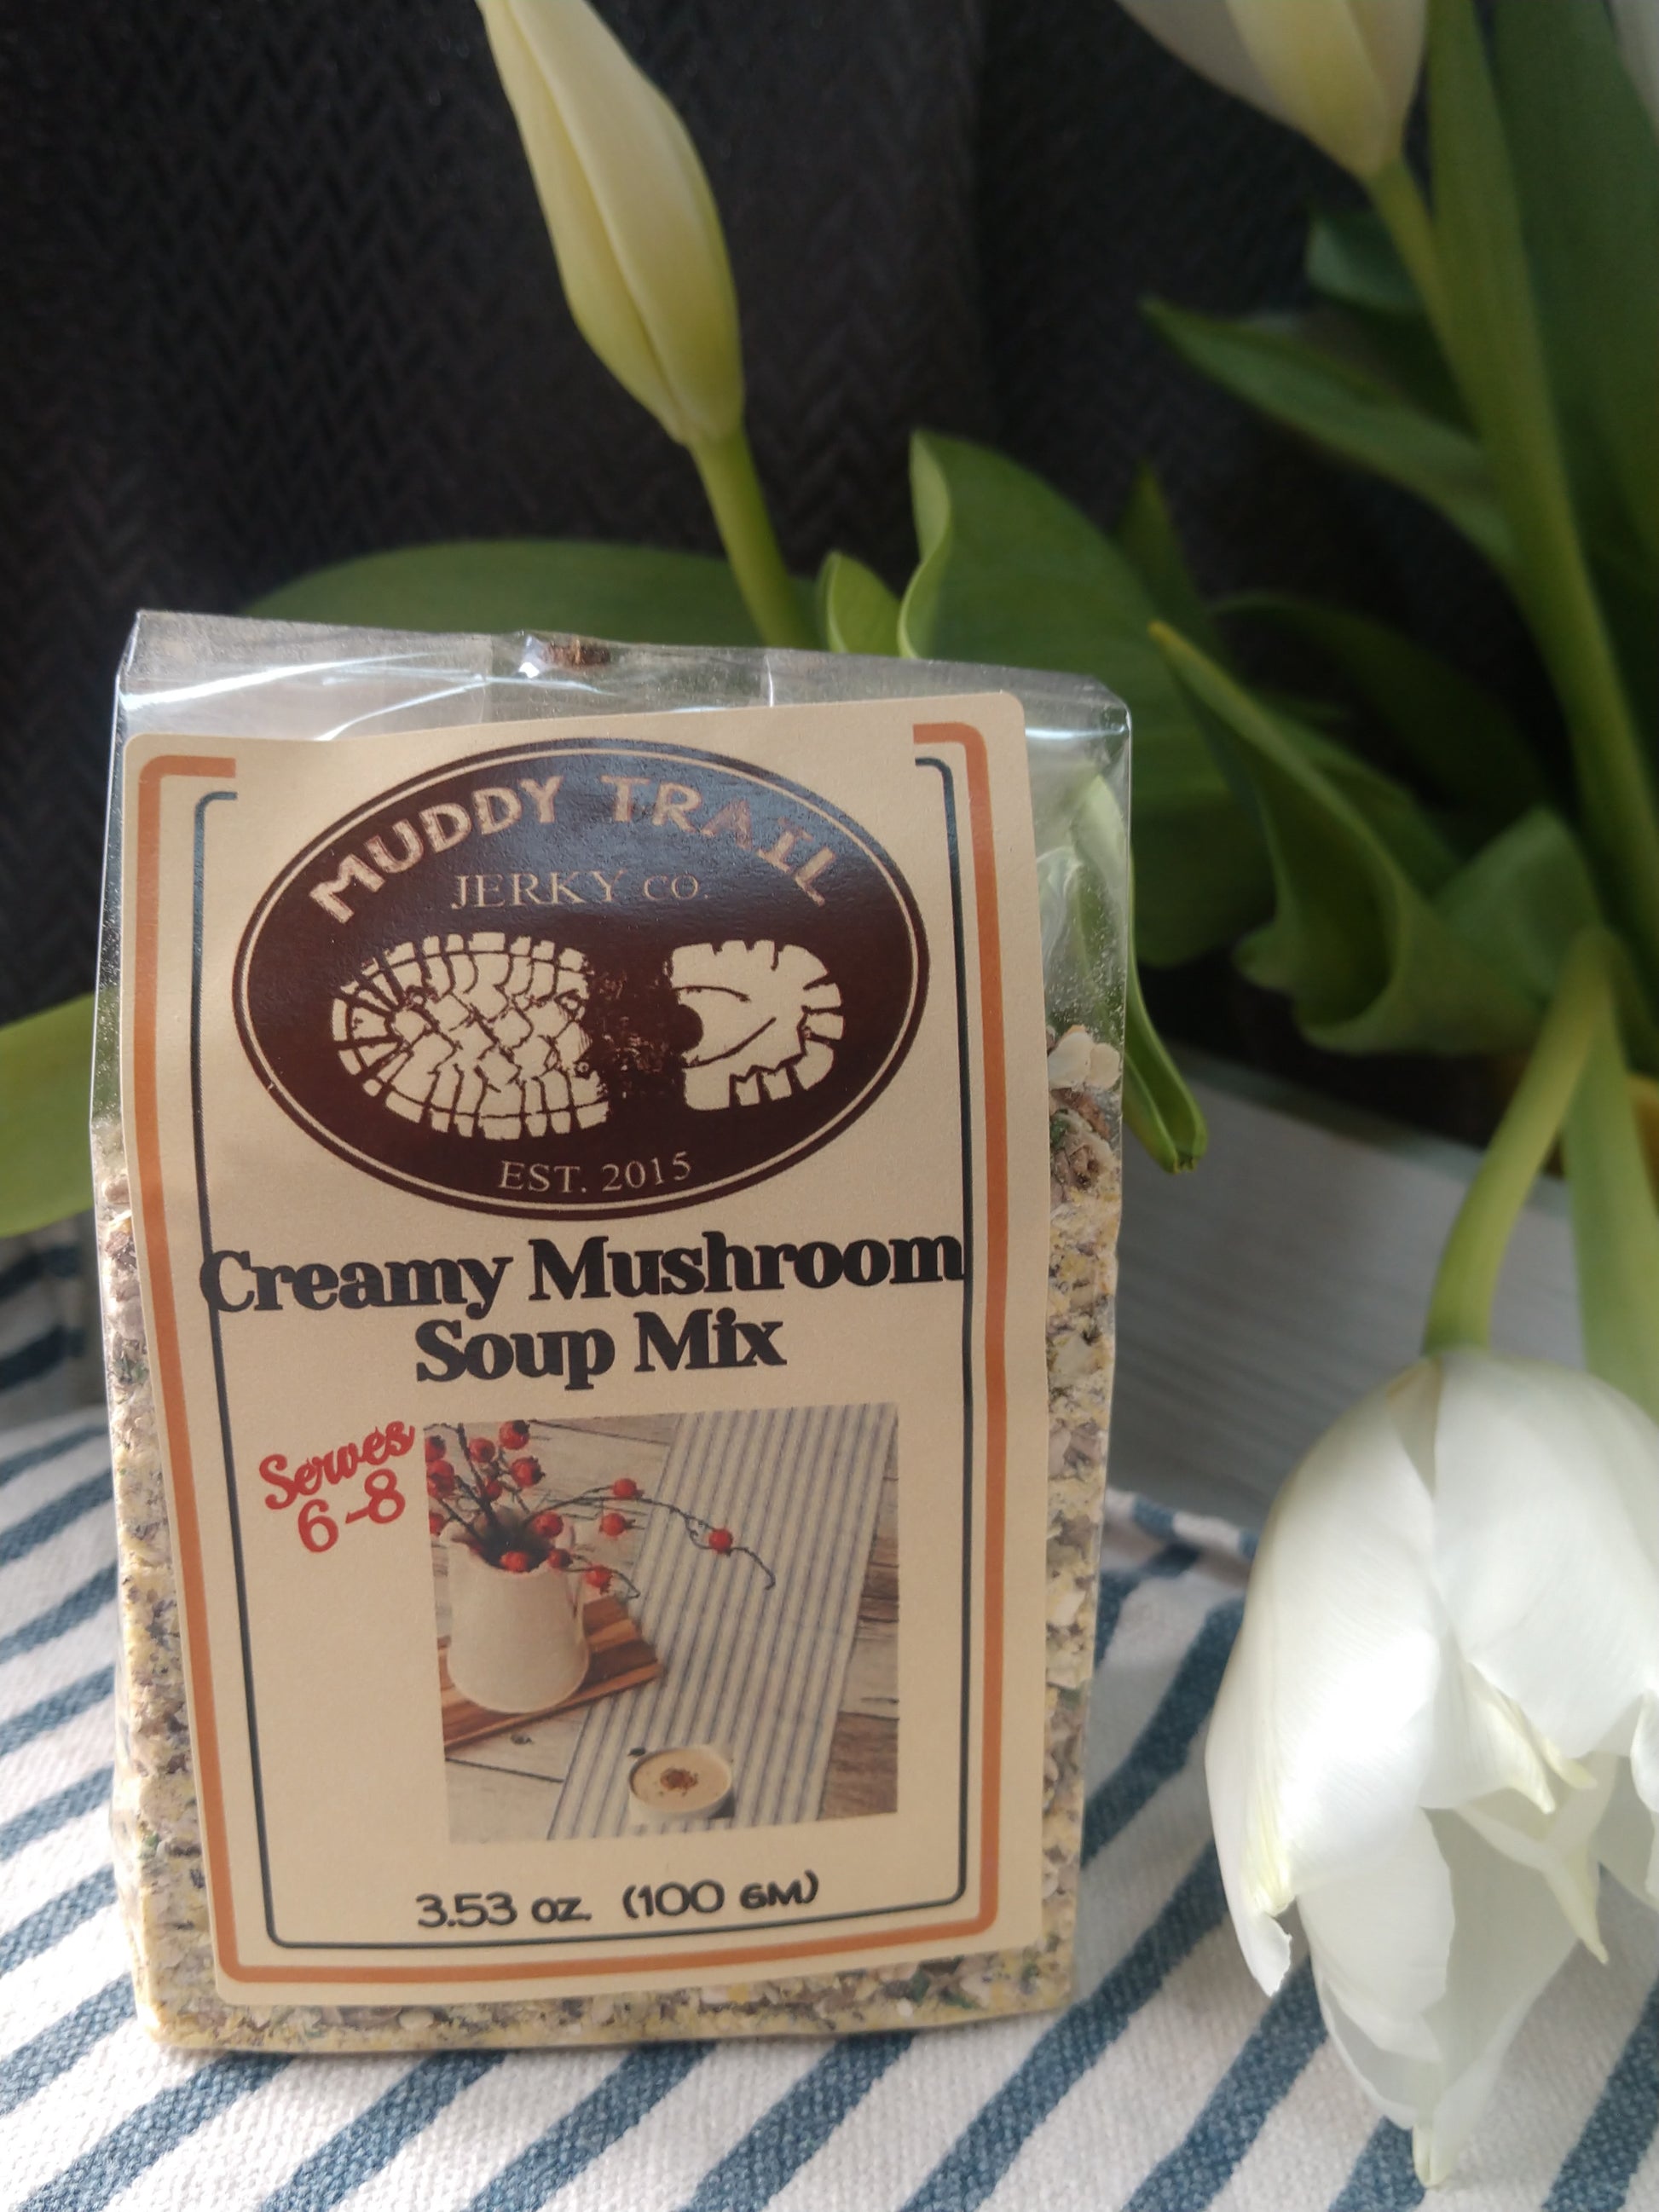 MUDDY TRAIL
JERKY CO.
EST. 2015
Creamy Mushroom
Soup Mix
Serves
6-8
3.53 oz. (100 GM)